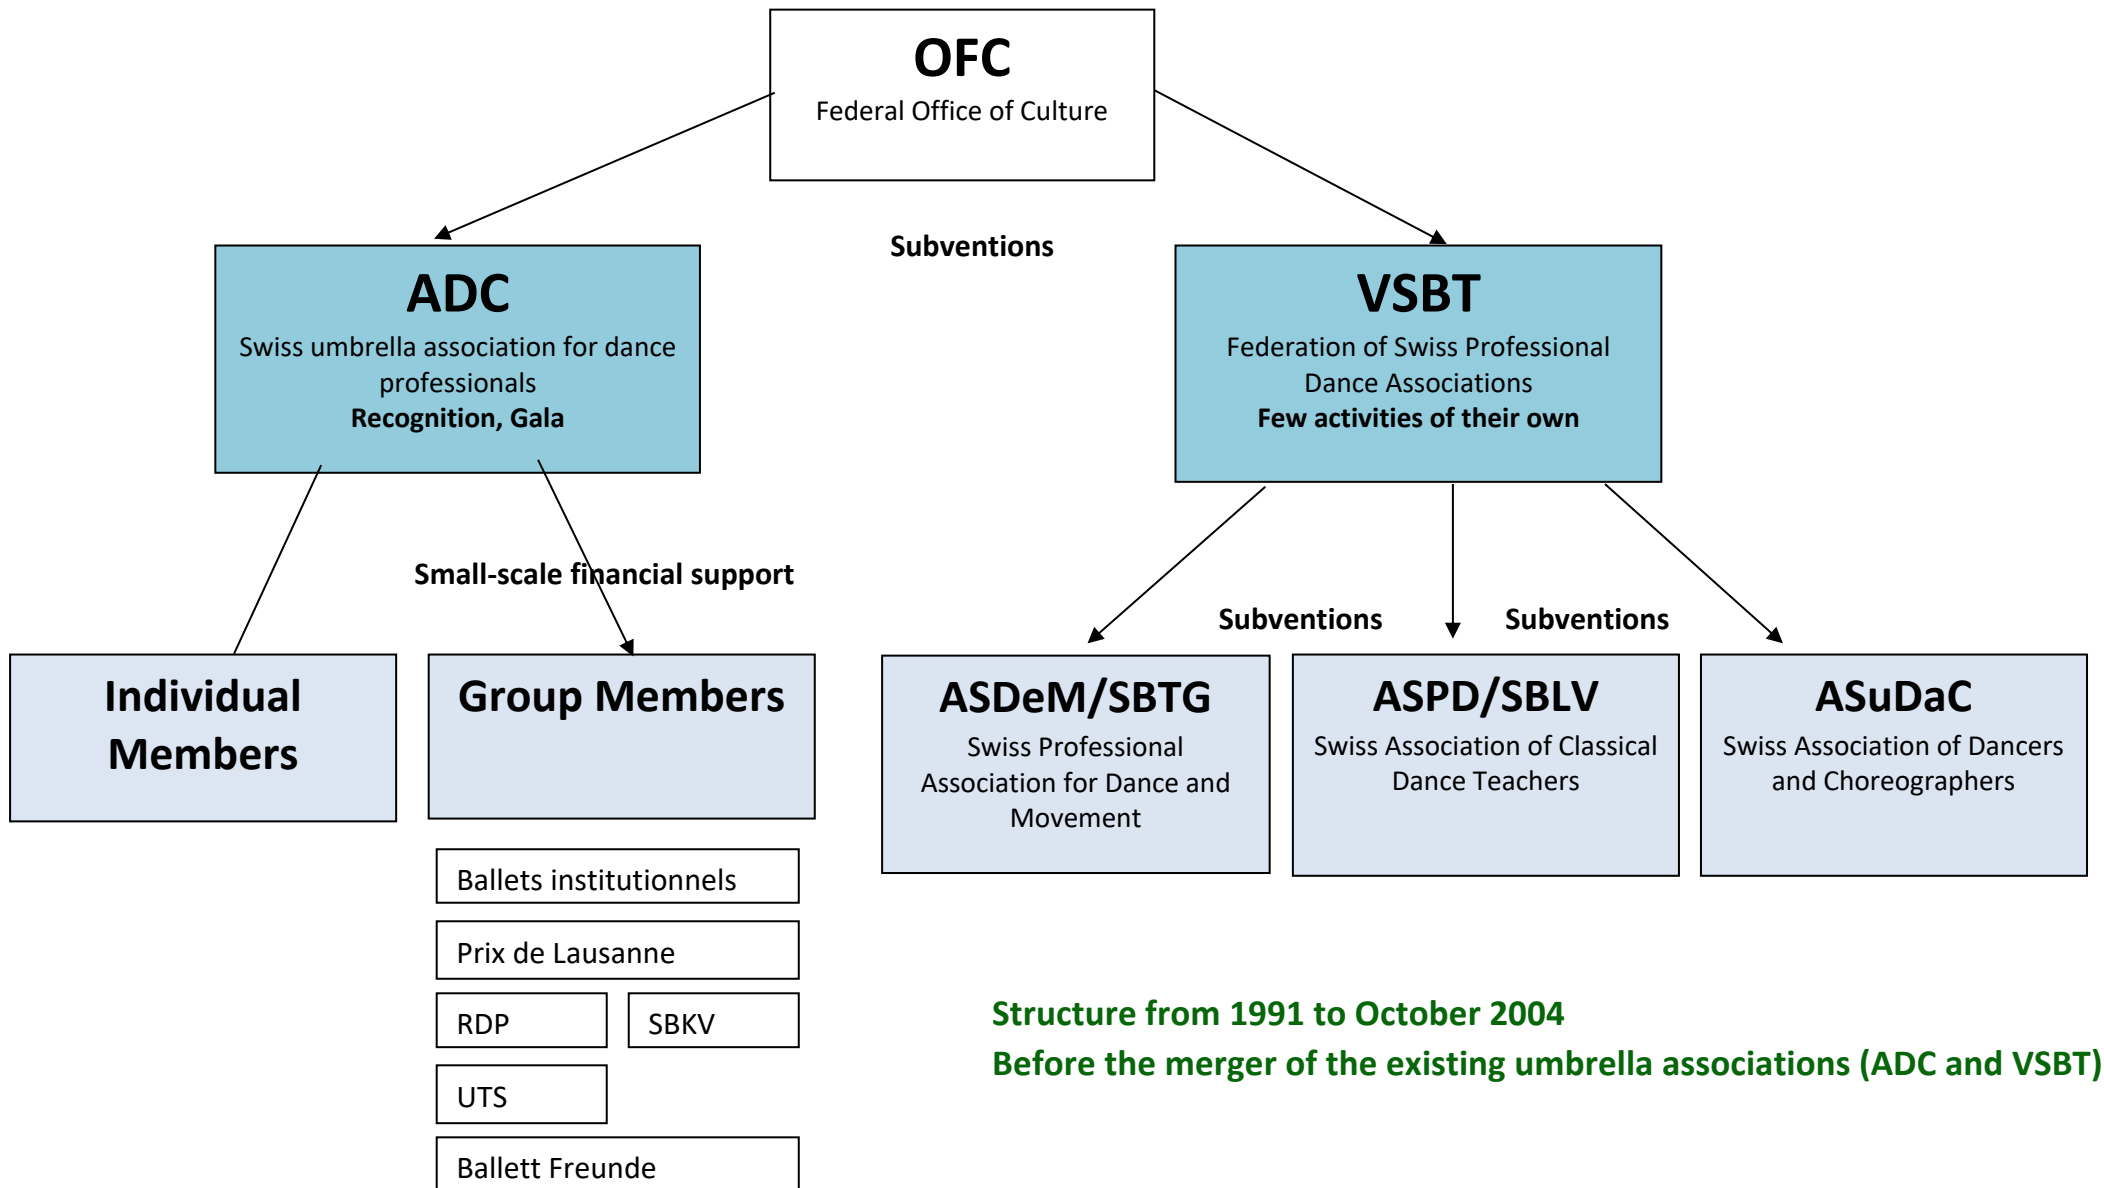 OFC
Federal Office of Culture
Subventions
ADC
Swiss umbrella association for dance
professionals
Recognition, Gala
VSBT
Federation of Swiss Professional
Dance Associations
Few activities of their own
Small-scale financial support
Subventions
Subventions
Individual
Members
Group Members
ASDeM/SBTG
Swiss Professional
Association for Dance and
Movement
ASPD/SBLV
Swiss Association of Classical
Dance Teachers
ASuDaC
Swiss Association of Dancers
and Choreographers
Ballets institutionnels
Prix de Lausanne
RDP
SBKV
UTS
Ballett Freunde
Structure from 1991 to October 2004
Before the merger of the existing umbrella associations (ADC and VSBT)